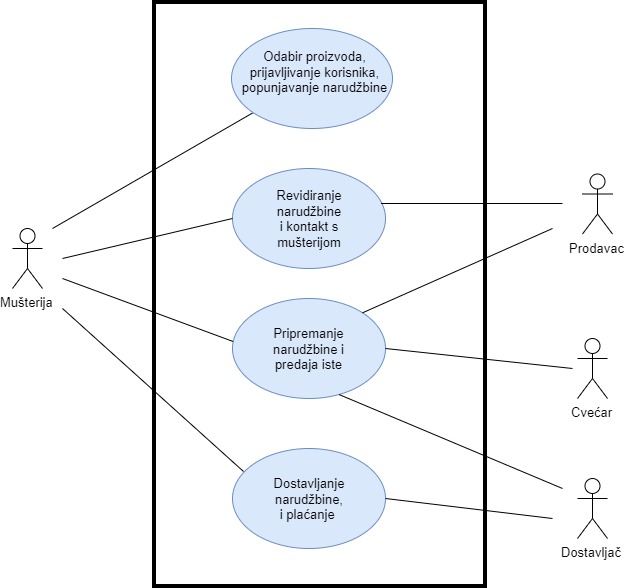 Odabir proizvoda,
prijavljivanje korisnika,
popunjavanje narudžbine
Revidiranje
narudžbine
i kontakt s
mušterijom
Prodavac
Mušterija
Pripremanje
narudžbine i
predaja iste
Cvećar
Dostavljanje
narudžbine,
i plaćanje
Dostavljač